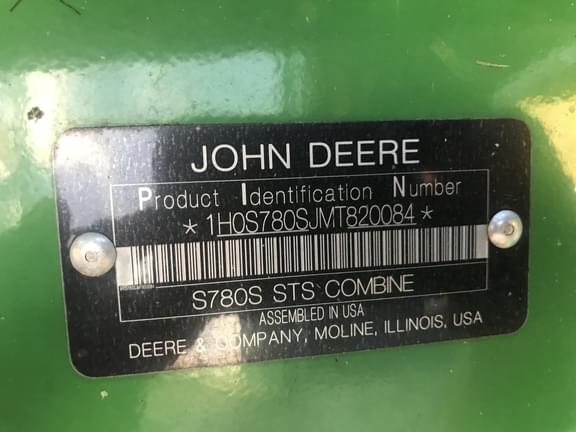 JOHN DEERE
Product Identification Number
*1H0S780SJMT820084*
S780S STS COMBINE
ASSEMBLED IN USA
DEERE & COMPANY, MOLINE, ILLINOIS, USA